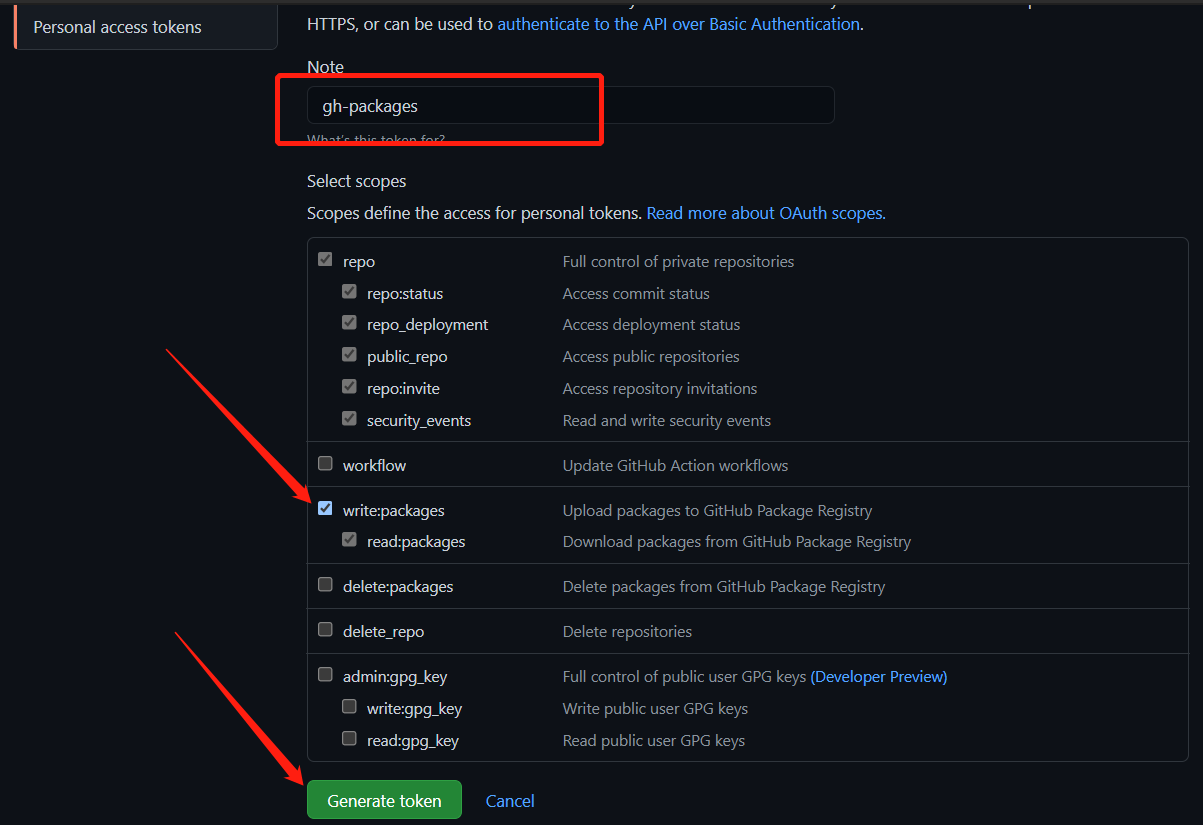 Personal access tokens
HTTPS, or can be used to authenticate to the API over Basic Authentication.
Note
gh-packages
What's this token for?
Select scopes
Scopes define the access for personal tokens. Read more about OAuth scopes.
repo Full control of private repositories
repo:status Access commit status
repo_deployment Access deployment status
public_repo Access public repositories
repo:invite Access repository invitations
security_events Read and write security events
workflow Update GitHub Action workflows
write:packages Upload packages to GitHub Package Registry
read:packages Download packages from GitHub Package Registry
delete:packages Delete packages from GitHub Package Registry
delete_repo Delete repositories
admin:gpg_key Full control of public user GPG keys (Developer Preview)
write:gpg_key Write public user GPG keys
read:gpg_key Read public user GPG keys
Generate token Cancel